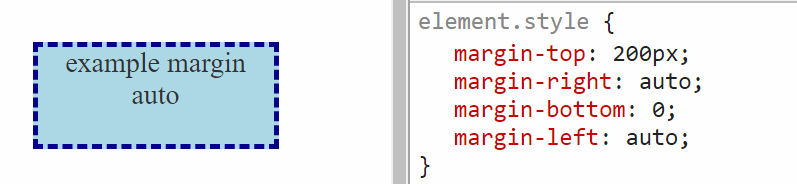 example margin
auto
element.style {
margin-top: 200px;
margin-right: auto;
margin-bottom: 0;
margin-left: auto;
}